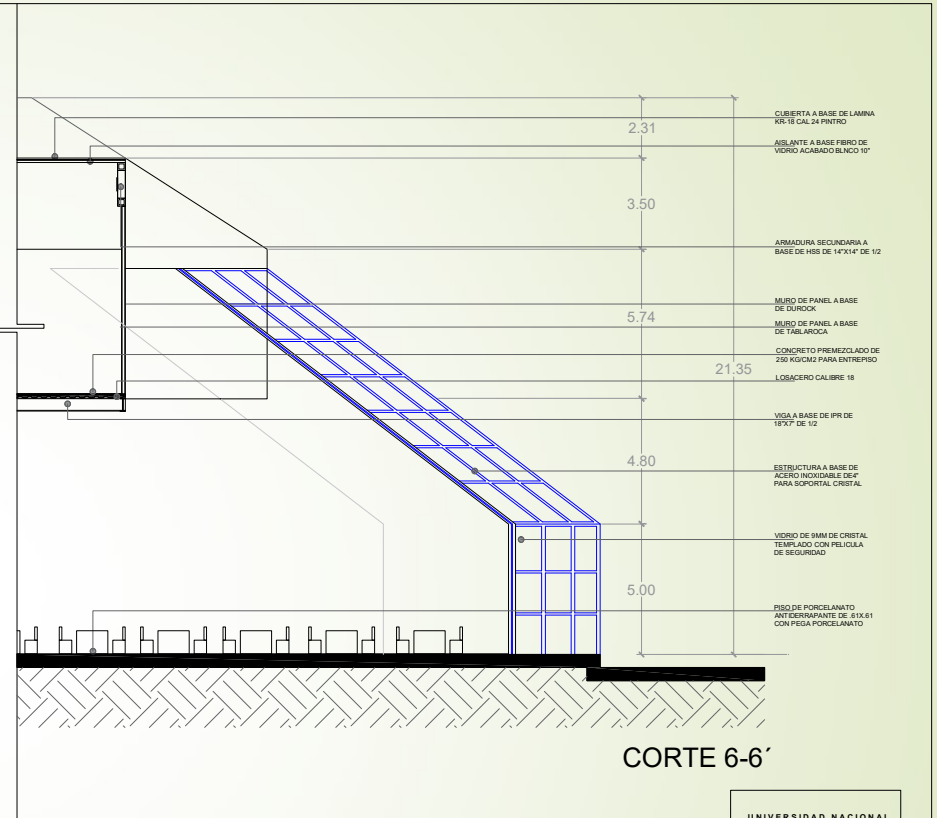 CUBIERTA A BASE DE LAMINA
KR-18 CAL 24 PINTRO
2.31
AISLANTE A BASE FIBRO DE
VIDRIO ACABADO BLNCO 10"
3.50
ARMADURA SECUNDARIA A
BASE DE HSS DE 14"X14" DE 1/2
MURO DE PANEL A BASE
DE DUROCK
5.74
MURO DE PANEL A BASE
DE TABLAROCA
CONCRETO PREMEZCLADO DE
250 KG/CM2 PARA ENTREPISO
21.35
LOSACERO CALIBRE 18
VIGA A BASE DE IPR DE
18"X7" DE 1/2
4.80
ESTRUCTURA A BASE DE
ACERO INOXIDABLE DE4"
PARA SOPORTAL CRISTAL
VIDRIO DE 9MM DE CRISTAL
TEMPLADO CON PELICULA
DE SEGURIDAD
5.00
PISO DE PORCELANATO
ANTIDERRAPANTE DE .61X.61
CON PEGA PORCELANATO
CORTE 6-6´
UNIVERSIDAD NACIONAL